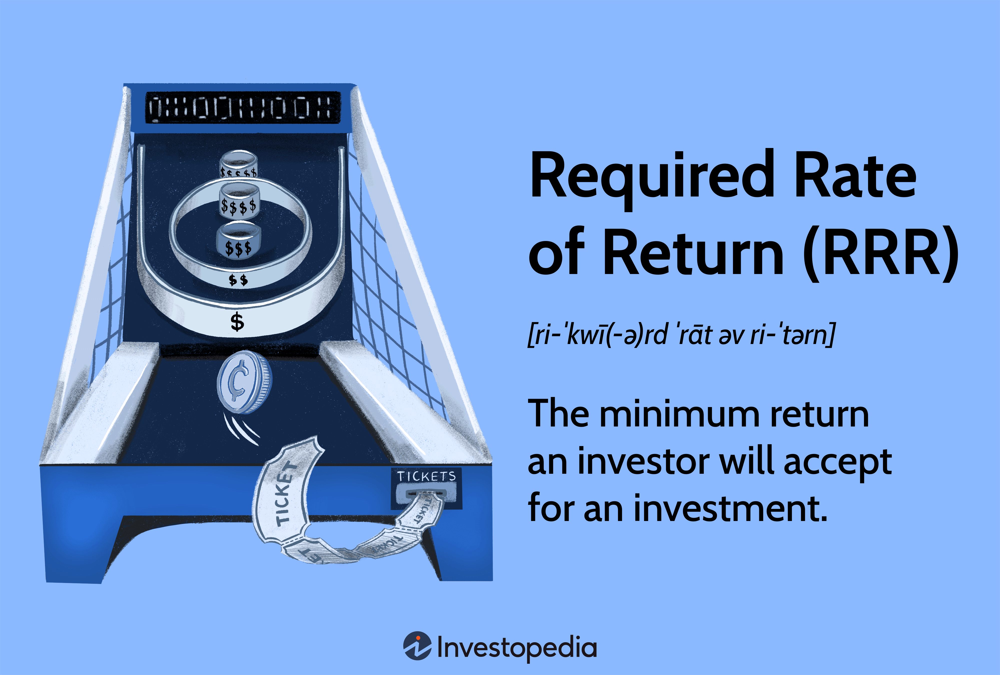 $$$$$
$$$$
$$$
$$
$
¢
TICKETS
TICKET
TICKET
TICKET
KET
Required Rate
of Return (RRR)
[ri-ˈkwī(-ə)rd ˈrāt əv ri-ˈtərn]
The minimum return
an investor will accept
for an investment.
Investopedia